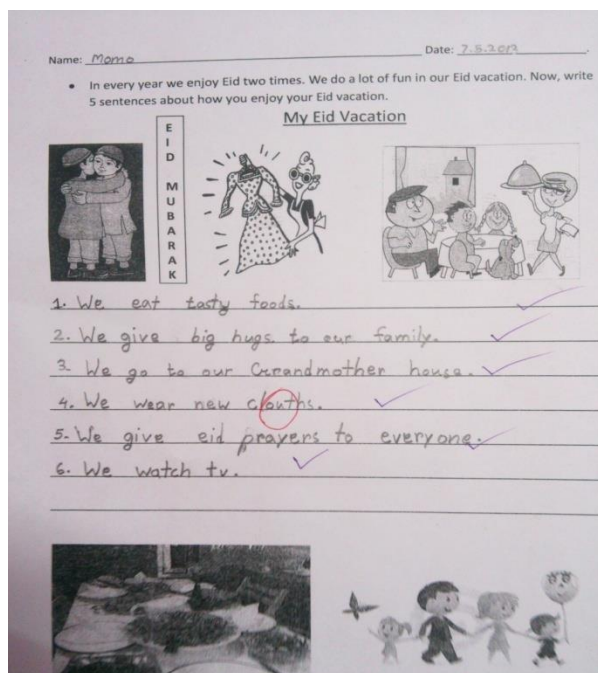 Name: Momo Date: 7.5.2017.
• In every year we enjoy Eid two times. We do a lot of fun in our Eid vacation. Now, write
5 sentences about how you enjoy your Eid vacation.
My Eid Vacation
EID MUBARAK
1. We eat tasty foods.
2. We give big hugs to our family.
3. We go to our Grandmother house.
4. We wear new clouths.
5. We give eid prayers to everyone.
6. We watch tv.